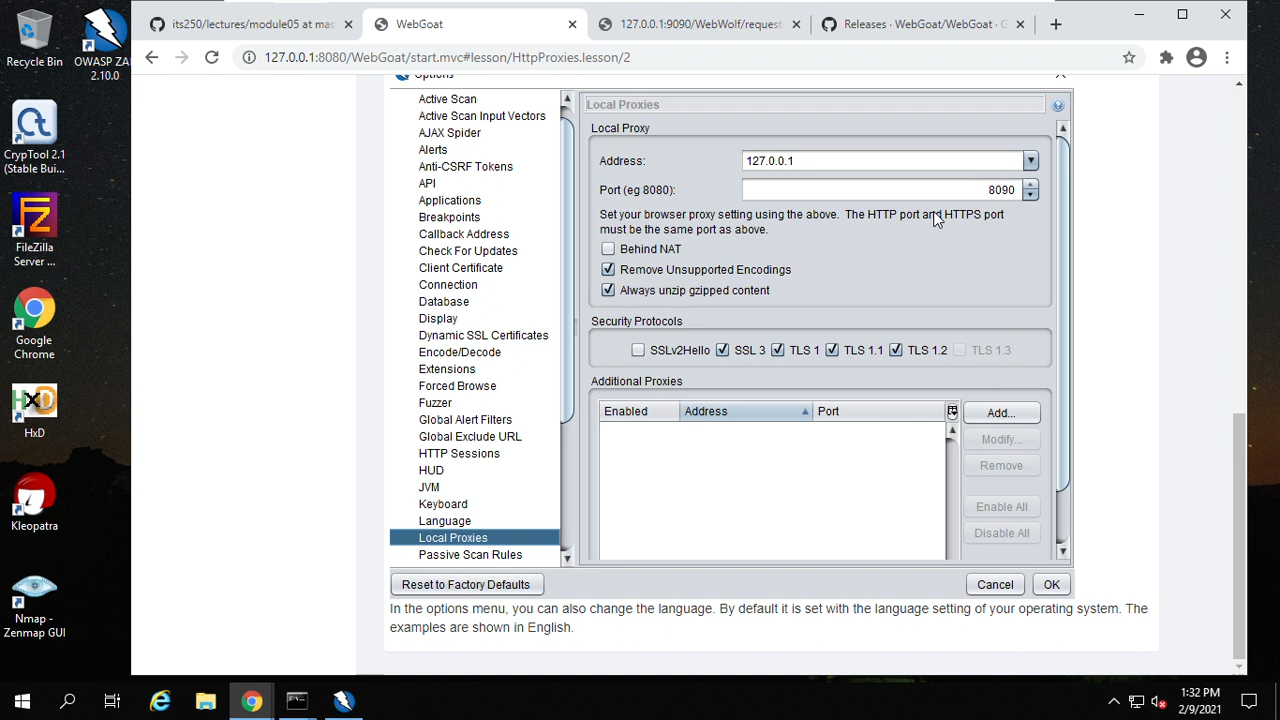 its250/lectures/module05 at mas
WebGoat
127.0.0.1:9090/WebWolf/request
Releases · WebGoat/WebGoat · G
127.0.0.1:8080/WebGoat/start.mvc#lesson/HttpProxies.lesson/2
Recycle Bin
OWASP ZA
2.10.0
CrypTool 2.1
(Stable Bui...
FileZilla
Server ...
Google
Chrome
HxD
Kleopatra
Nmap -
Zenmap GUI
Options
Active Scan
Active Scan Input Vectors
AJAX Spider
Alerts
Anti-CSRF Tokens
API
Applications
Breakpoints
Callback Address
Check For Updates
Client Certificate
Connection
Database
Display
Dynamic SSL Certificates
Encode/Decode
Extensions
Forced Browse
Fuzzer
Global Alert Filters
Global Exclude URL
HTTP Sessions
HUD
JVM
Keyboard
Language
Local Proxies
Passive Scan Rules
Local Proxies
Local Proxy
Address: 127.0.0.1
Port (eg 8080): 8090
Set your browser proxy setting using the above. The HTTP port and HTTPS port
must be the same port as above.
Behind NAT
Remove Unsupported Encodings
Always unzip gzipped content
Security Protocols
SSLv2Hello SSL 3 TLS 1 TLS 1.1 TLS 1.2 TLS 1.3
Additional Proxies
Enabled Address Port
Add...
Modify...
Remove
Enable All
Disable All
Reset to Factory Defaults
Cancel
OK
In the options menu, you can also change the language. By default it is set with the language setting of your operating system. The
examples are shown in English.
1:32 PM
2/9/2021